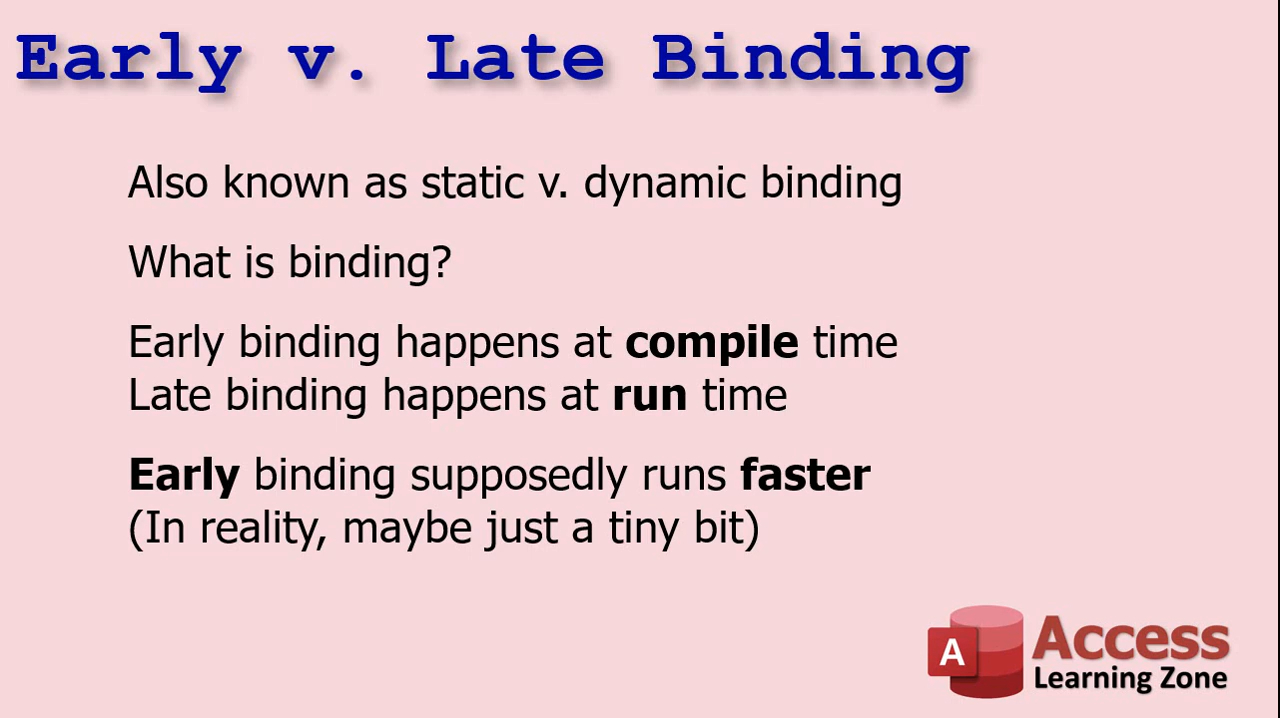 Early v. Late Binding
Also known as static v. dynamic binding
What is binding?
Early binding happens at compile time
Late binding happens at run time
Early binding supposedly runs faster
(In reality, maybe just a tiny bit)
A
Access
Learning Zone